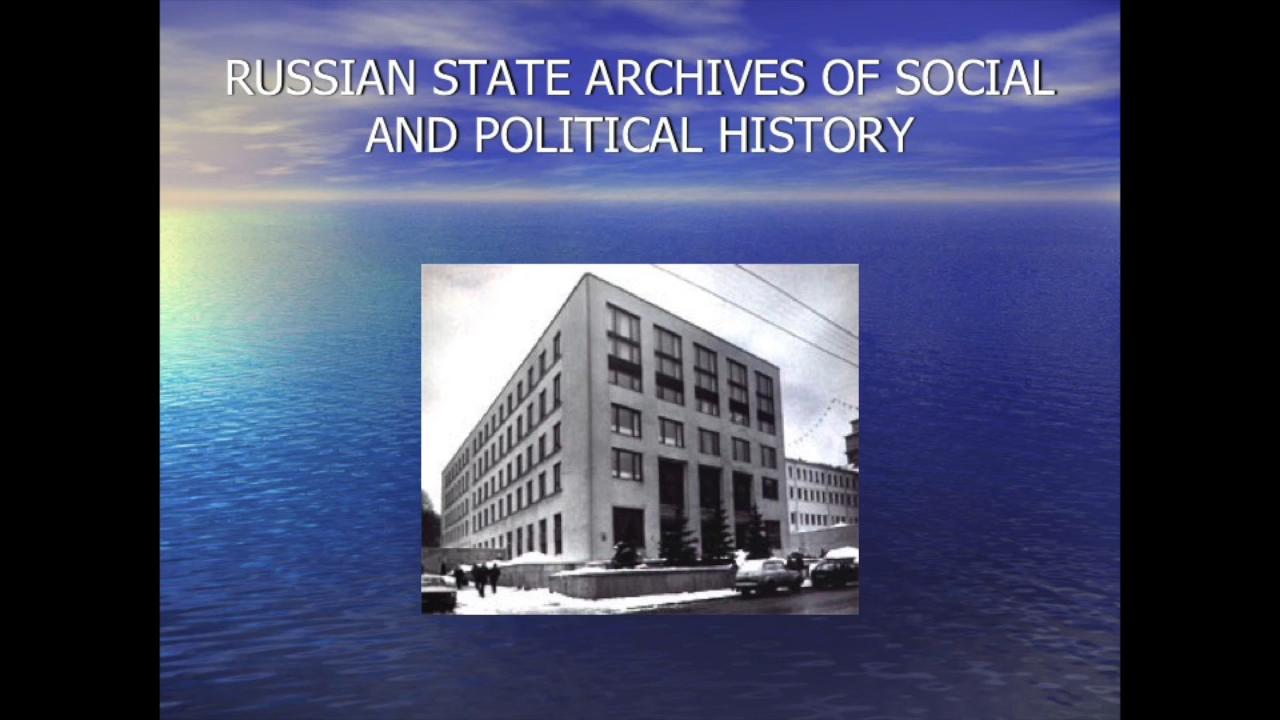 RUSSIAN STATE ARCHIVES OF SOCIAL
AND POLITICAL HISTORY